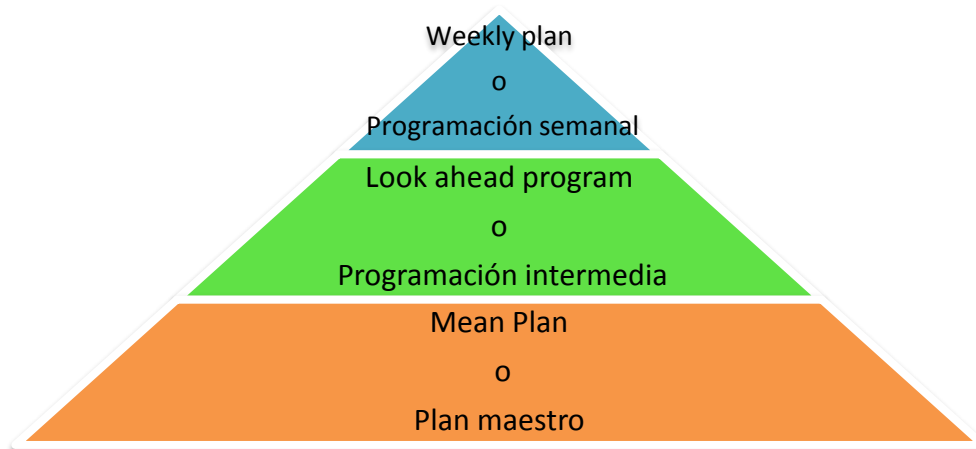 Weekly plan
o
Programación semanal
Look ahead program
o
Programación intermedia
Mean Plan
o
Plan maestro